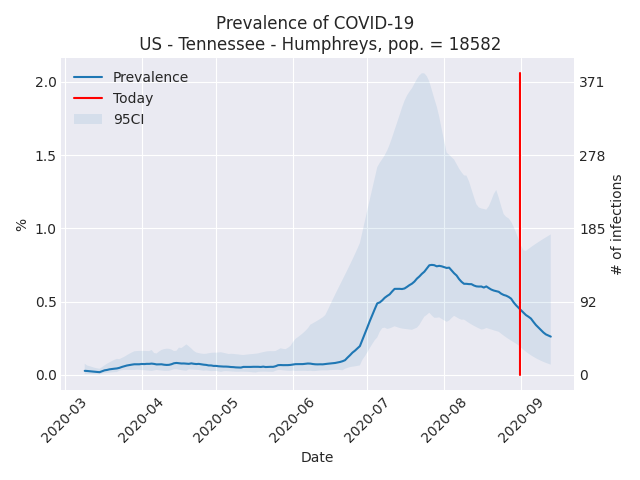 Prevalence of COVID-19
US - Tennessee - Humphreys, pop. = 18582
Prevalence
Today
95CI
%
2.0
1.5
1.0
0.5
0.0
371
278
185
92
0
# of infections
2020-03
2020-04
2020-05
2020-06
2020-07
2020-08
2020-09
Date